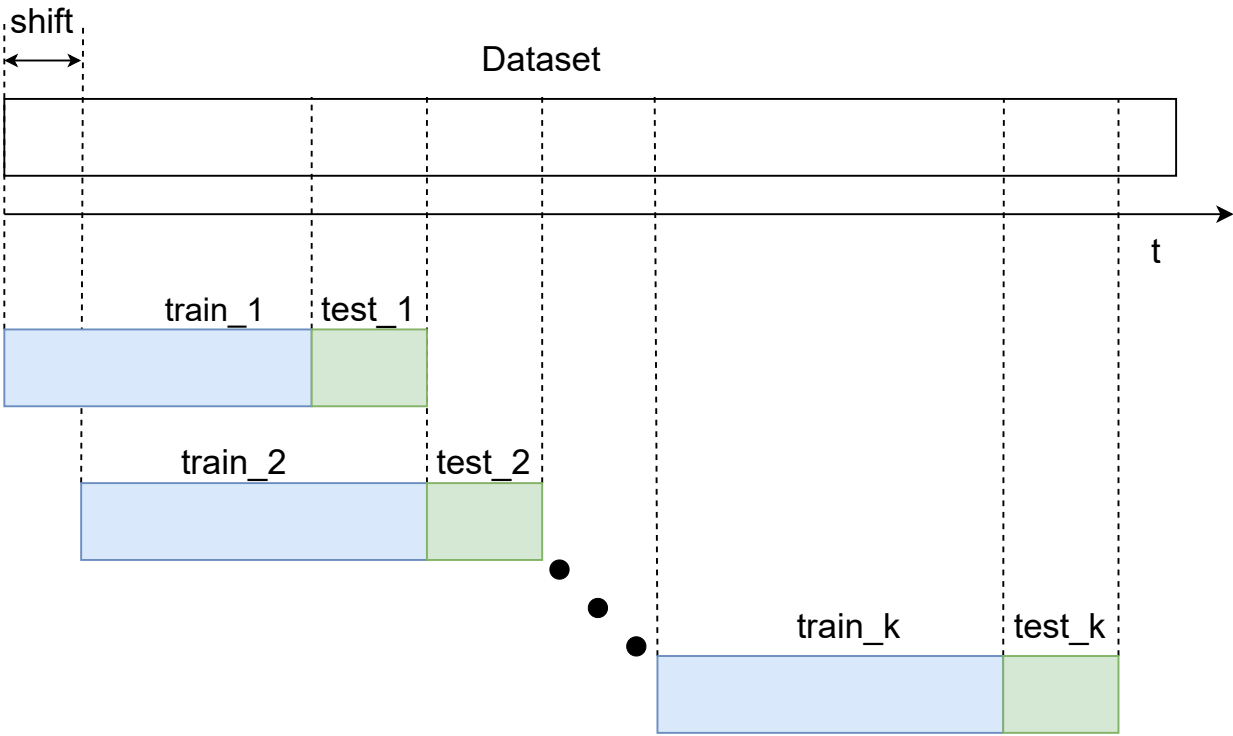 shift
Dataset
t
train_1
test_1
train_2
test_2
train_k
test_k